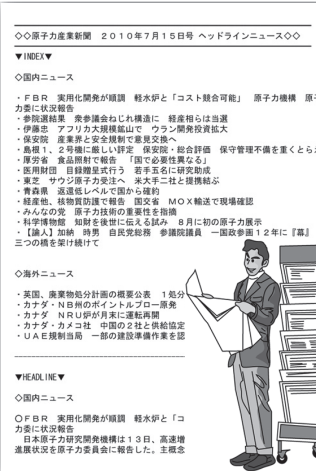 ◇◇原子力産業新聞　２０１０年７月１５日号　ヘッドラインニュース◇◇
▼INDEX▼
◇国内ニュース
・ＦＢＲ　実用化開発が順調　軽水炉と「コスト競合可能」　原子力機構　原子
力委に状況報告
・参院選結果　衆参議会ねじれ構造に　経産相らは当選
・伊藤忠　アフリカ大規模鉱山で　ウラン開発投資拡大
・保安院　産業界と安全規制で意見交換へ
・島根１、２号機に厳しい評定　保安院・総合評価　保守管理不備を重くとらえ
・厚労省　食品照射で報告　「国で必要性異なる」
・医用財団　目録贈呈式行う　若手五名に研究助成
・東芝　サウジ原子力受注へ　米大手二社と提携結ぶ
・青森県　返還低レベルで国から確約
・経産他、核物質防護で報告　国交省　ＭＯＸ輸送で現場確認
・みんなの党　原子力技術の重要性を指摘
・科学博物館　知財を後世に伝える試み　８月に初の原子力展示
・【論人】加納　時男　自民党総務　参議院議員　一国政参画１２年に『幕』
三つの橋を架け続けて
◇海外ニュース
・英国、廃棄物処分計画の概要公表　１処分
・カナダ・ＮＢ州のポイントルプロー原発
・カナダ　ＮＲＵ炉が月末に運転再開
・カナダ・カメコ社　中国の２社と供給協定
・ＵＡＥ規制当局　一部の建設準備作業を認
▼HEADLINE▼
◇国内ニュース
〇ＦＢＲ　実用化開発が順調　軽水炉と「コ
力委に状況報告
　日本原子力研究開発機構は１３日、高速増
進展状況を原子力委員会に報告した。主概念